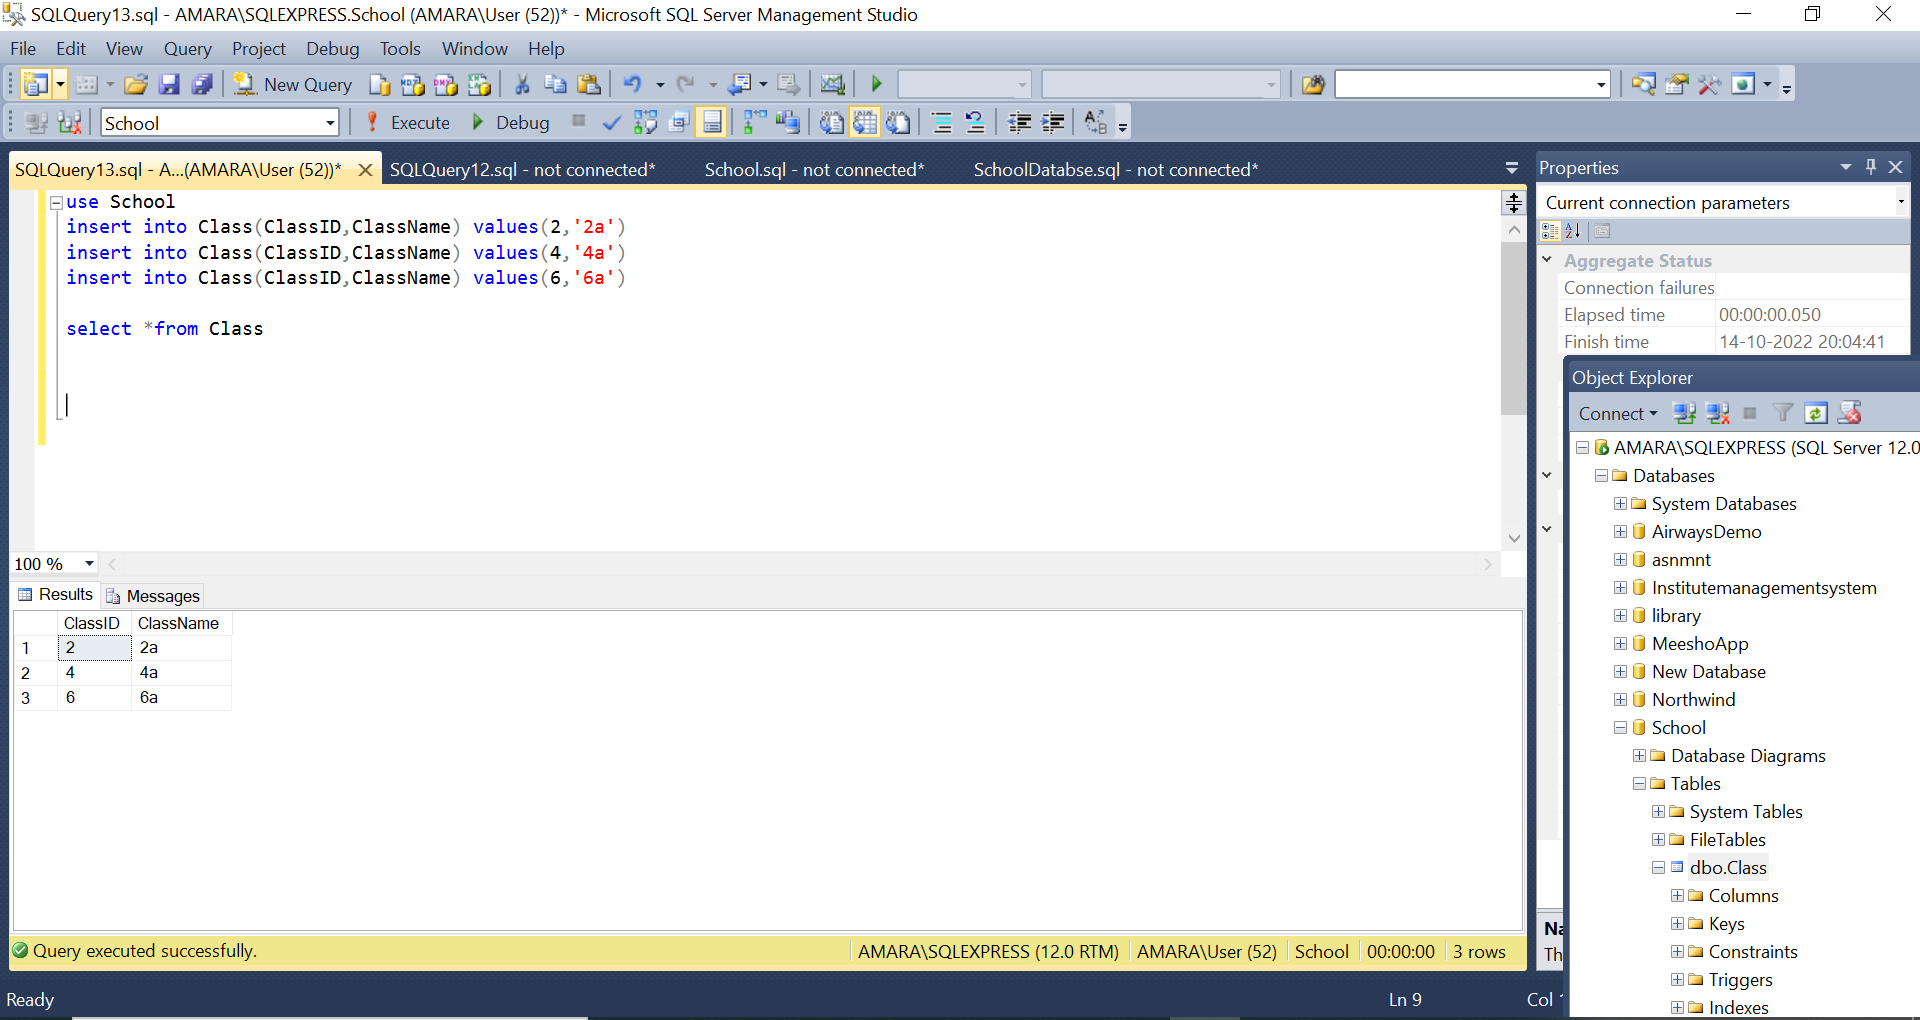 SQLQuery13.sql - AMARA\SQLEXPRESS.School (AMARA\User (52))* - Microsoft SQL Server Management Studio
File Edit View Query Project Debug Tools Window Help
New Query
School Execute Debug
SQLQuery13.sql - A...(AMARA\User (52))* SQLQuery12.sql - not connected* School.sql - not connected* SchoolDatabse.sql - not connected*
use School
insert into Class(ClassID,ClassName) values(2,'2a')
insert into Class(ClassID,ClassName) values(4,'4a')
insert into Class(ClassID,ClassName) values(6,'6a')
select *from Class
100 %
Results Messages
ClassID ClassName
1 2 2a
2 4 4a
3 6 6a
Query executed successfully. AMARA\SQLEXPRESS (12.0 RTM) AMARA\User (52) School 00:00:00 3 rows
Properties
Current connection parameters
Aggregate Status
Connection failures
Elapsed time 00:00:00.050
Finish time 14-10-2022 20:04:41
Object Explorer
Connect
AMARA\SQLEXPRESS (SQL Server 12.0
Databases
System Databases
AirwaysDemo
asnmnt
Institutemanagementsystem
library
MeeshoApp
New Database
Northwind
School
Database Diagrams
Tables
System Tables
FileTables
dbo.Class
Columns
Keys
Constraints
Triggers
Indexes
Ready Ln 9 Col